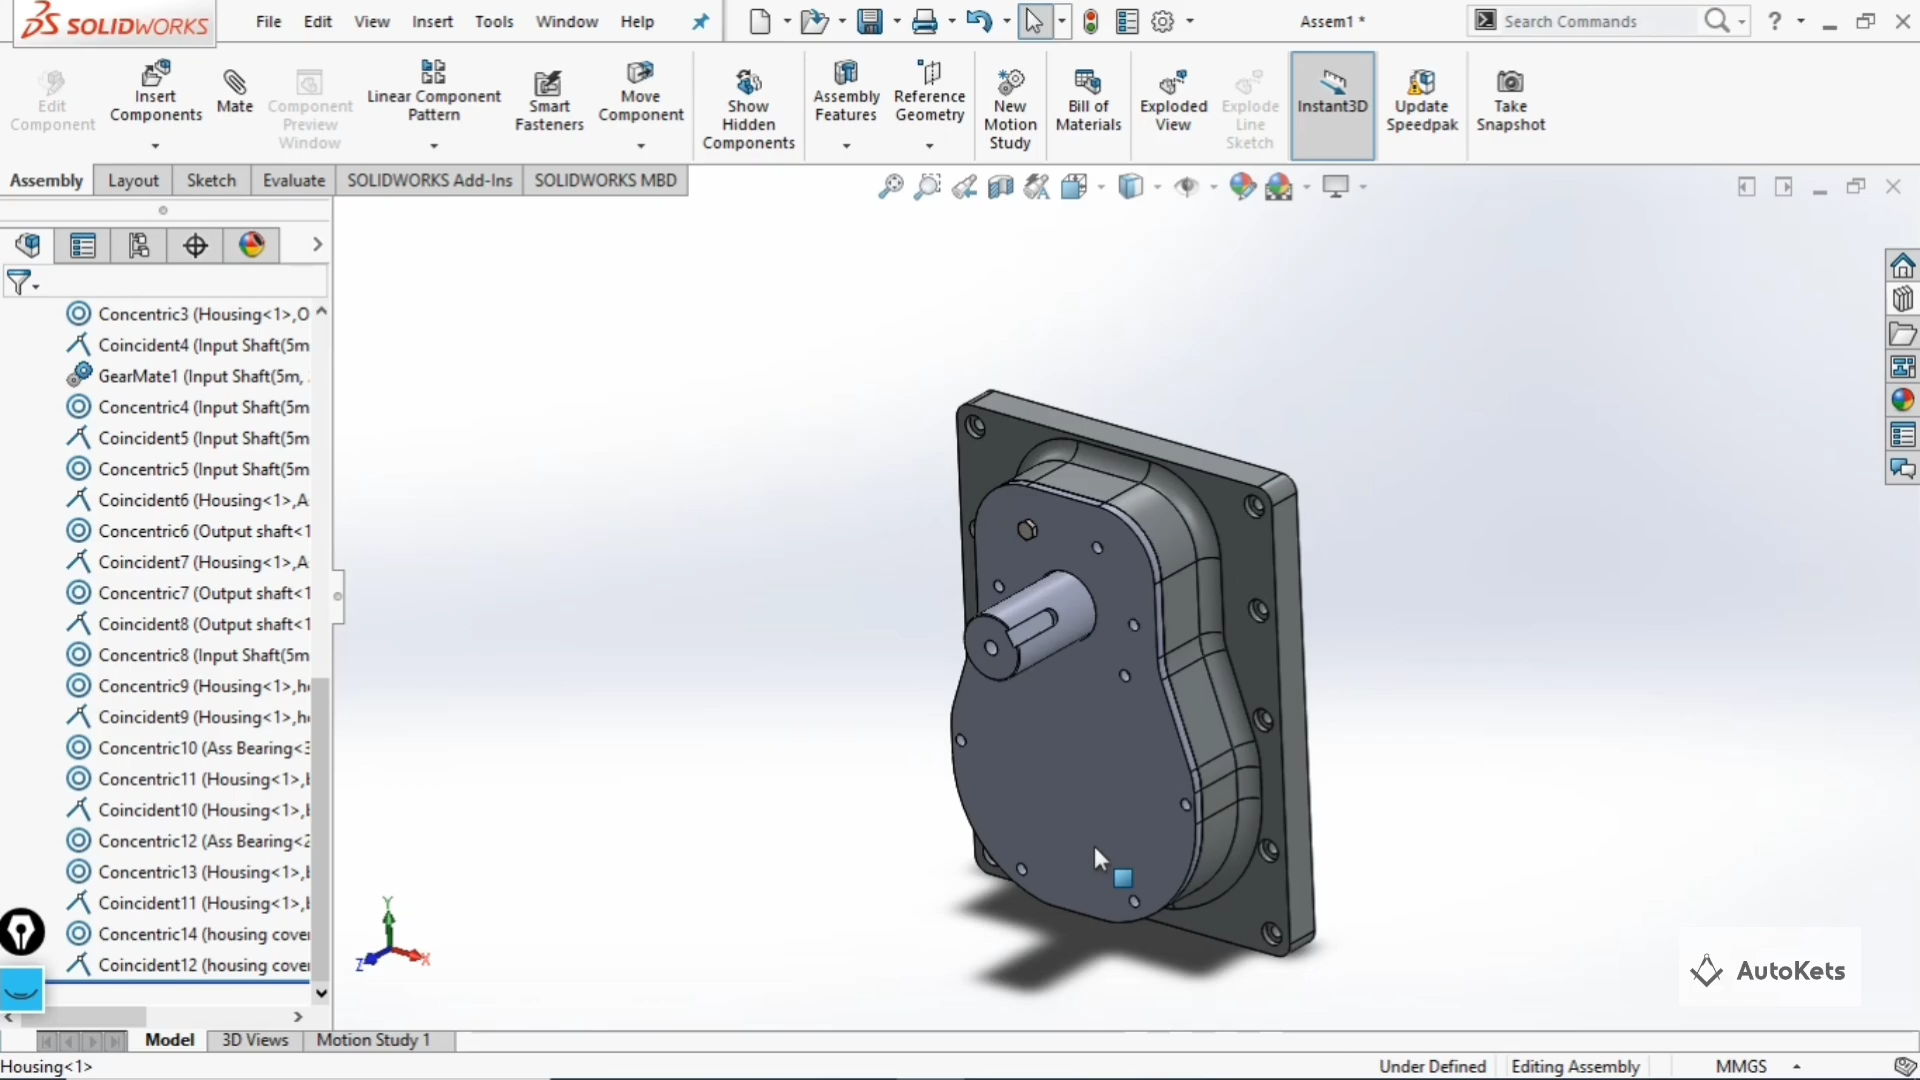 SOLIDWORKS
File Edit View Insert Tools Window Help
Assem1 *
Search Commands
?
Edit Component
Insert Components
Mate
Component Preview Window
Linear Component Pattern
Smart Fasteners
Move Component
Show Hidden Components
Assembly Features
Reference Geometry
New Motion Study
Bill of Materials
Exploded View
Explode Line Sketch
Instant3D
Update Speedpak
Take Snapshot
Assembly Layout Sketch Evaluate SOLIDWORKS Add-Ins SOLIDWORKS MBD
Concentric3 (Housing<1>,O
Coincident4 (Input Shaft(5m
GearMate1 (Input Shaft(5m,
Concentric4 (Input Shaft(5m
Coincident5 (Input Shaft(5m
Concentric5 (Input Shaft(5m
Coincident6 (Housing<1>,A
Concentric6 (Output shaft<1
Coincident7 (Housing<1>,A
Concentric7 (Output shaft<1
Coincident8 (Output shaft<1
Concentric8 (Input Shaft(5m
Concentric9 (Housing<1>,h
Coincident9 (Housing<1>,h
Concentric10 (Ass Bearing<3
Concentric11 (Housing<1>,
Coincident10 (Housing<1>,
Concentric12 (Ass Bearing<2
Concentric13 (Housing<1>,
Coincident11 (Housing<1>,
Concentric14 (housing cover
Coincident12 (housing cover
Y
Z
X
AutoKets
Model 3D Views Motion Study 1
Housing<1>
Under Defined Editing Assembly MMGS